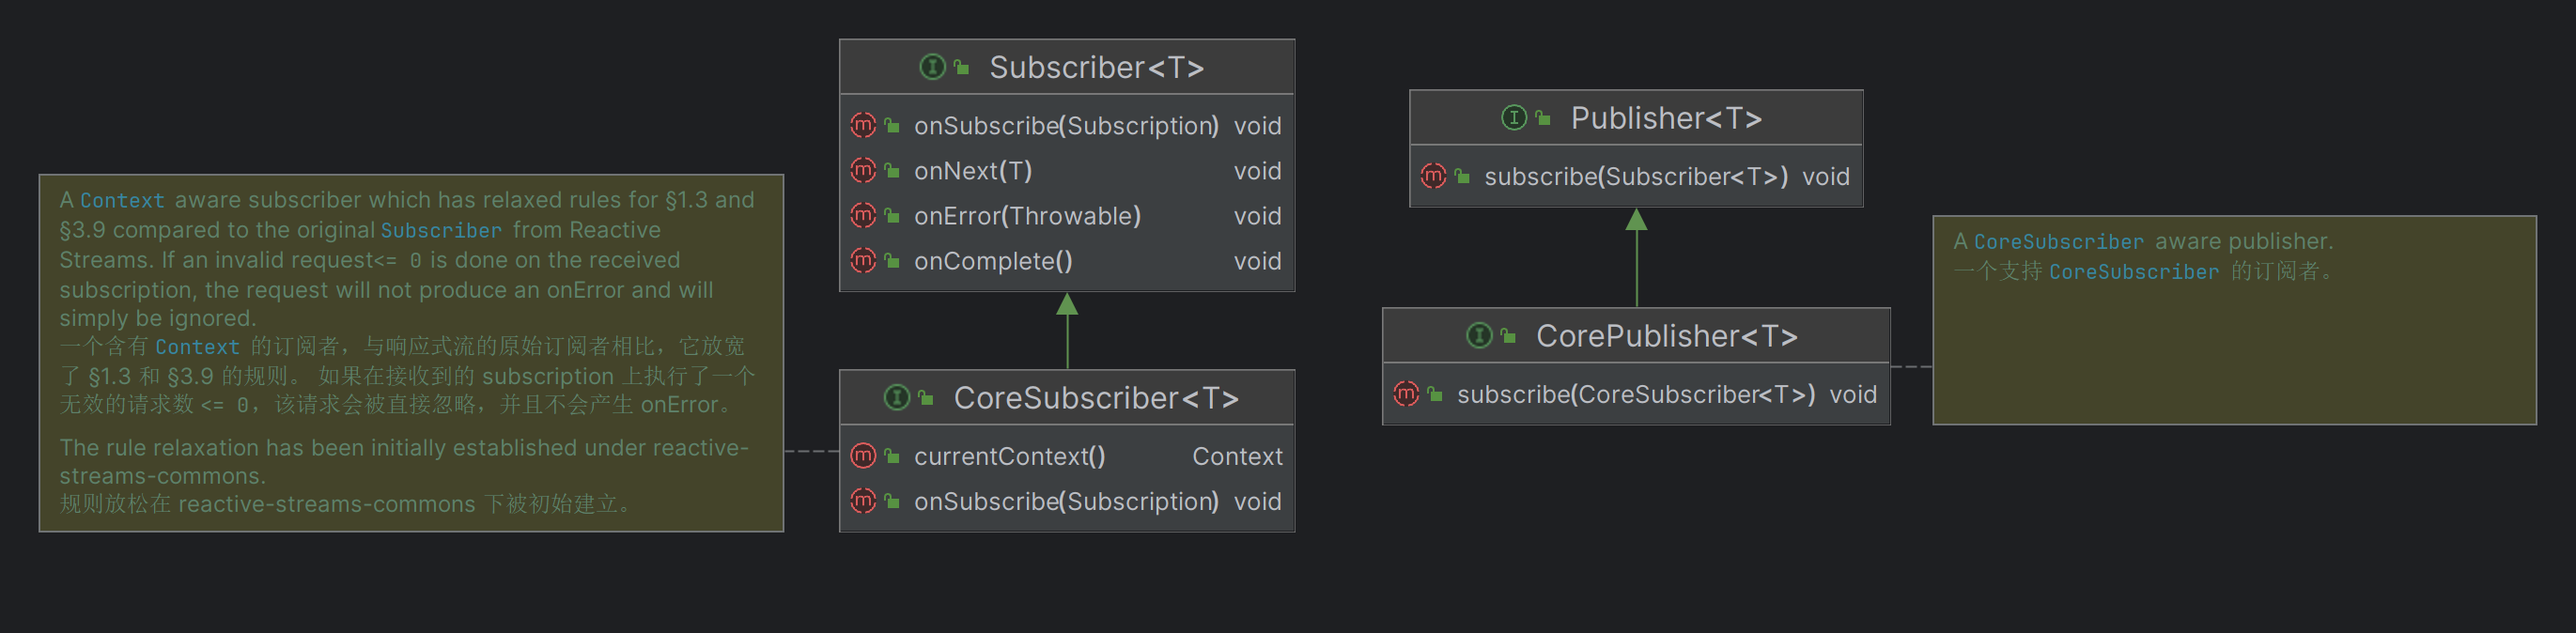 A Context aware subscriber which has relaxed rules for §1.3 and
§3.9 compared to the original Subscriber from Reactive
Streams. If an invalid request<= 0 is done on the received
subscription, the request will not produce an onError and will
simply be ignored.
一个含有 Context 的订阅者，与响应式流的原始订阅者相比，它放宽
了 §1.3 和 §3.9 的规则。 如果在接收到的 subscription 上执行了一个
无效的请求数 <= 0，该请求会被直接忽略，并且不会产生 onError。
The rule relaxation has been initially established under reactive-
streams-commons.
规则放松在 reactive-streams-commons 下被初始建立。
I Subscriber<T>
m onSubscribe(Subscription) void
m onNext(T) void
m onError(Throwable) void
m onComplete() void
I CoreSubscriber<T>
m currentContext() Context
m onSubscribe(Subscription) void
I Publisher<T>
m subscribe(Subscriber<T>) void
I CorePublisher<T>
m subscribe(CoreSubscriber<T>) void
A CoreSubscriber aware publisher.
一个支持 CoreSubscriber 的订阅者。